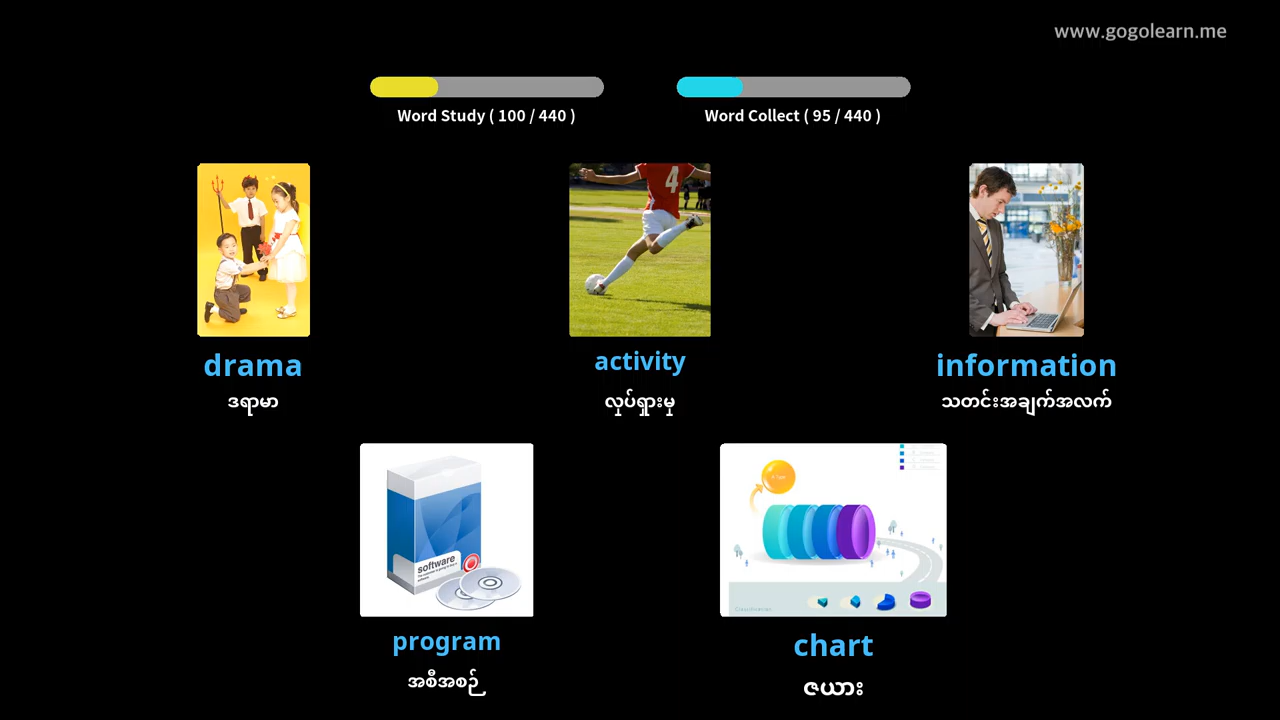 www.gogolearn.me
Word Study ( 100 / 440 )
Word Collect ( 95 / 440 )
4
drama
ဒရာမာ
activity
လှုပ်ရှားမှု
information
သတင်းအချက်အလက်
software
program
အစီအစဉ်
chart
ဇယား